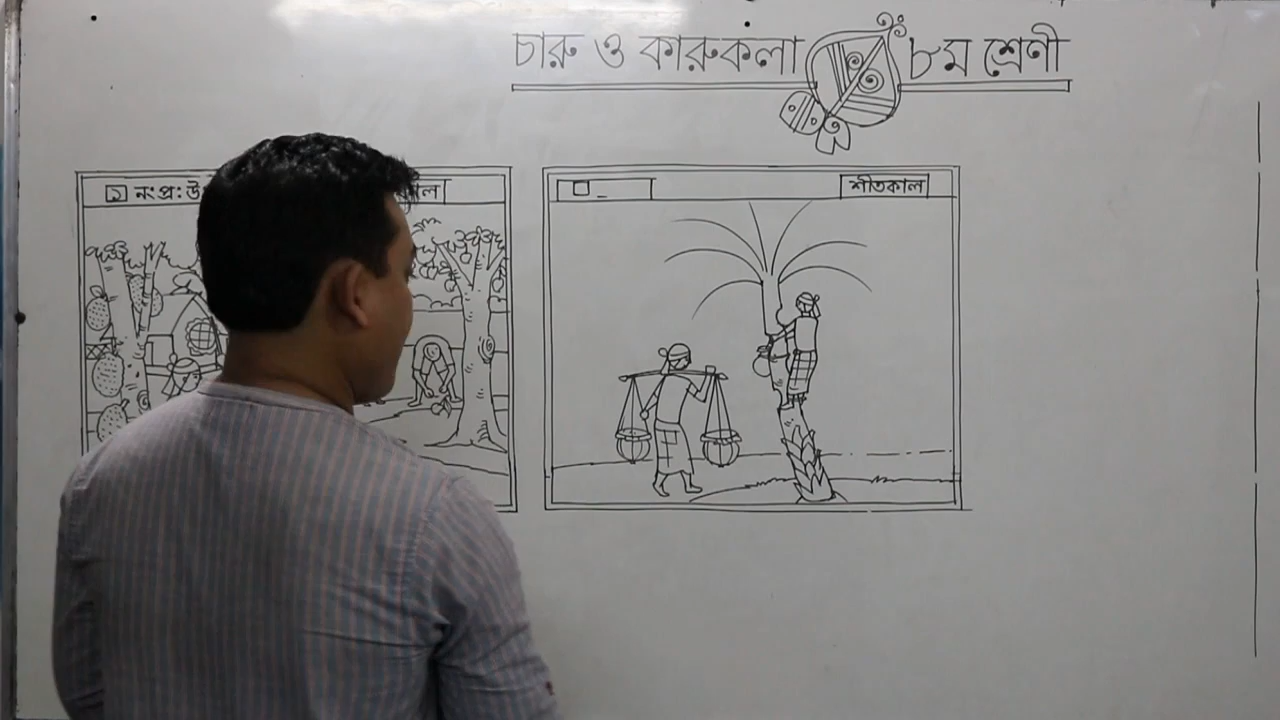 চারু ও কারুকলা ৮ম শ্রেণী
১ নং প্র:
শীতকাল